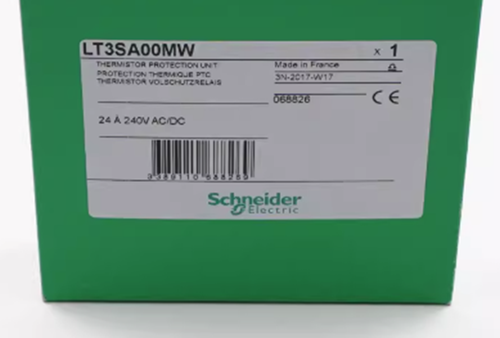 LT3SA00MW x 1
THERMISTOR PROTECTION UNIT
PROTECTION THERMIQUE PTC
THERMISTOR VOLSCHUTZRELAIS
Made in France
3N-2017-W17
068826
CE
24 À 240V AC/DC
Schneider
Electric